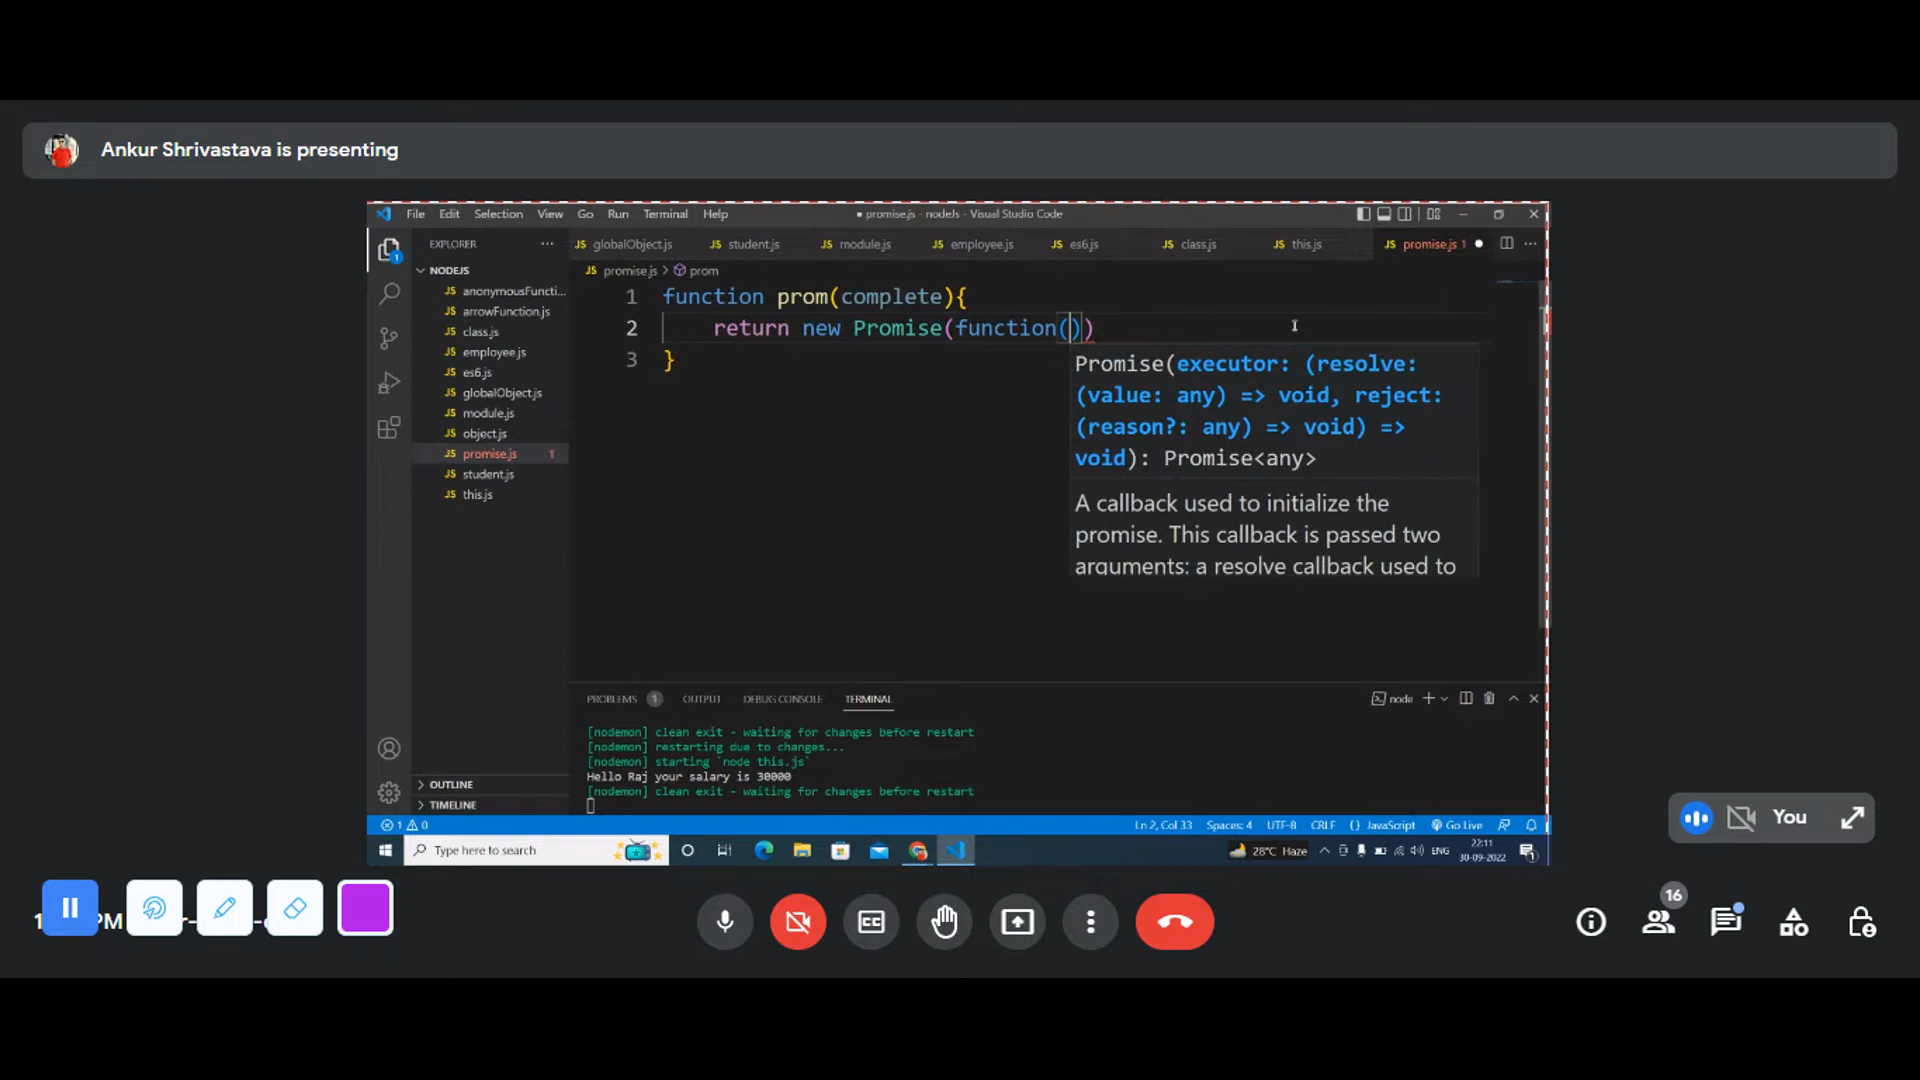 Ankur Shrivastava is presenting
File Edit Selection View Go Run Terminal Help
● promise.js - nodeJs - Visual Studio Code
EXPLORER
JS globalObject.js JS student.js JS module.js JS employee.js JS es6.js JS class.js JS this.js JS promise.js 1
NODEJS
JS promise.js > prom
JS anonymousFuncti...
JS arrowFunction.js
JS class.js
JS employee.js
JS es6.js
JS globalObject.js
JS module.js
JS object.js
JS promise.js 1
JS student.js
JS this.js
1 function prom(complete){
2 return new Promise(function())
3 }
Promise(executor: (resolve:
(value: any) => void, reject:
(reason?: any) => void) =>
void): Promise<any>
A callback used to initialize the
promise. This callback is passed two
arguments: a resolve callback used to
PROBLEMS 1 OUTPUT DEBUG CONSOLE TERMINAL
node
[nodemon] clean exit - waiting for changes before restart
[nodemon] restarting due to changes...
[nodemon] starting `node this.js`
Hello Raj your salary is 30000
[nodemon] clean exit - waiting for changes before restart
OUTLINE
TIMELINE
1 0 Ln 2, Col 33 Spaces: 4 UTF-8 CRLF {} JavaScript Go Live
Type here to search
28°C Haze ENG
22:11
30-09-2022
You
PM
CC
16